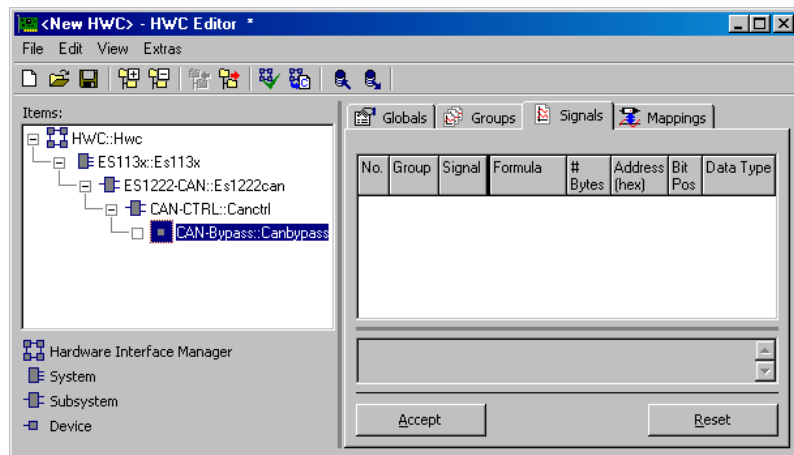 <New HWC> - HWC Editor *
File Edit View Extras
Items:
HWC::Hwc
ES113x::Es113x
ES1222-CAN::Es1222can
CAN-CTRL::Canctrl
CAN-Bypass::Canbypass
Hardware Interface Manager
System
Subsystem
Device
Globals Groups Signals Mappings
No. Group Signal Formula # Bytes Address (hex) Bit Pos Data Type
Accept Reset